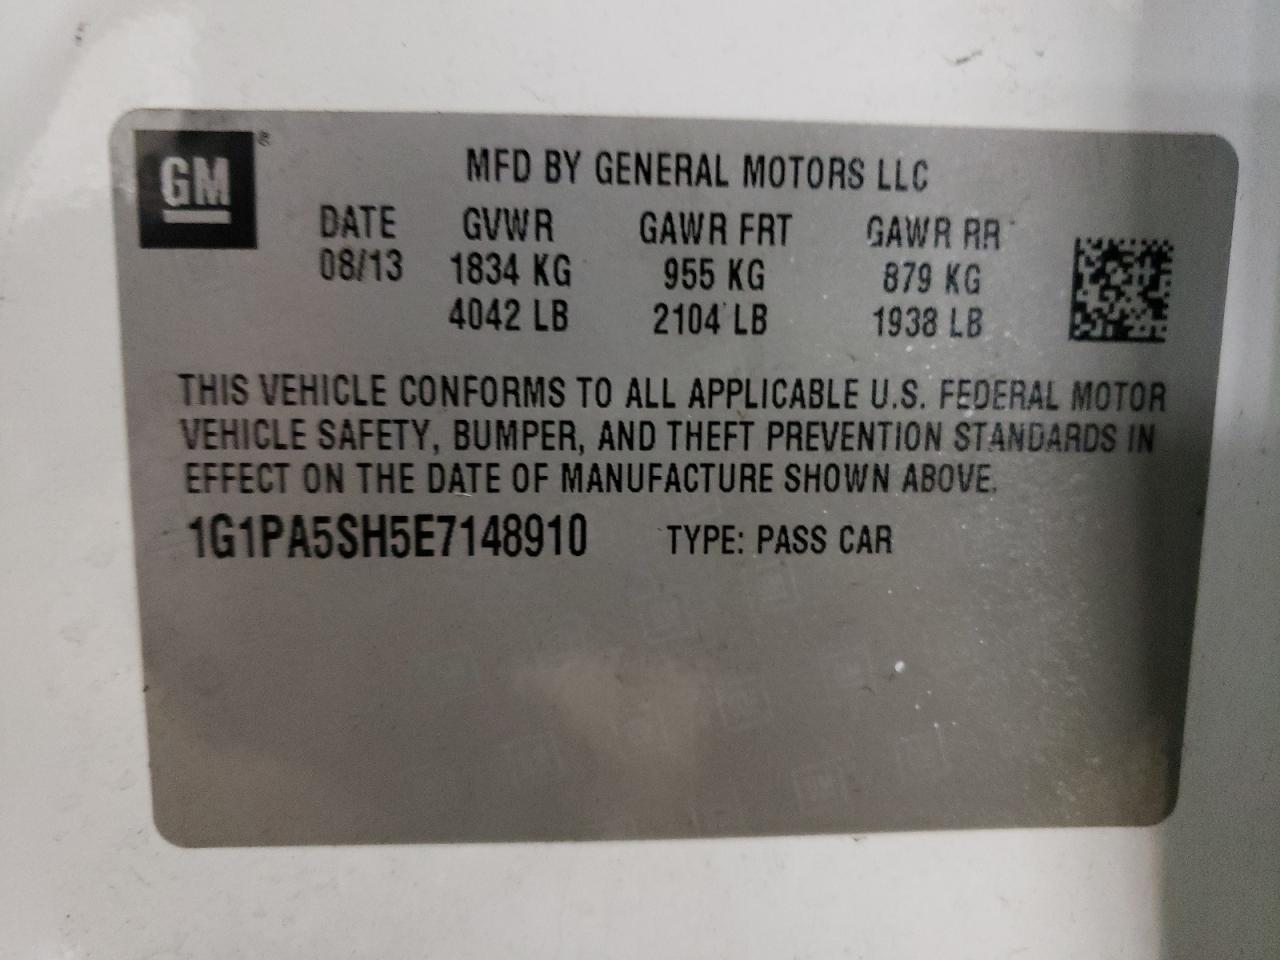 GM ®
MFD BY GENERAL MOTORS LLC
DATE GVWR GAWR FRT GAWR RR
08/13 1834 KG 955 KG 879 KG
4042 LB 2104 LB 1938 LB
THIS VEHICLE CONFORMS TO ALL APPLICABLE U.S. FEDERAL MOTOR
VEHICLE SAFETY, BUMPER, AND THEFT PREVENTION STANDARDS IN
EFFECT ON THE DATE OF MANUFACTURE SHOWN ABOVE.
1G1PA5SH5E7148910 TYPE: PASS CAR